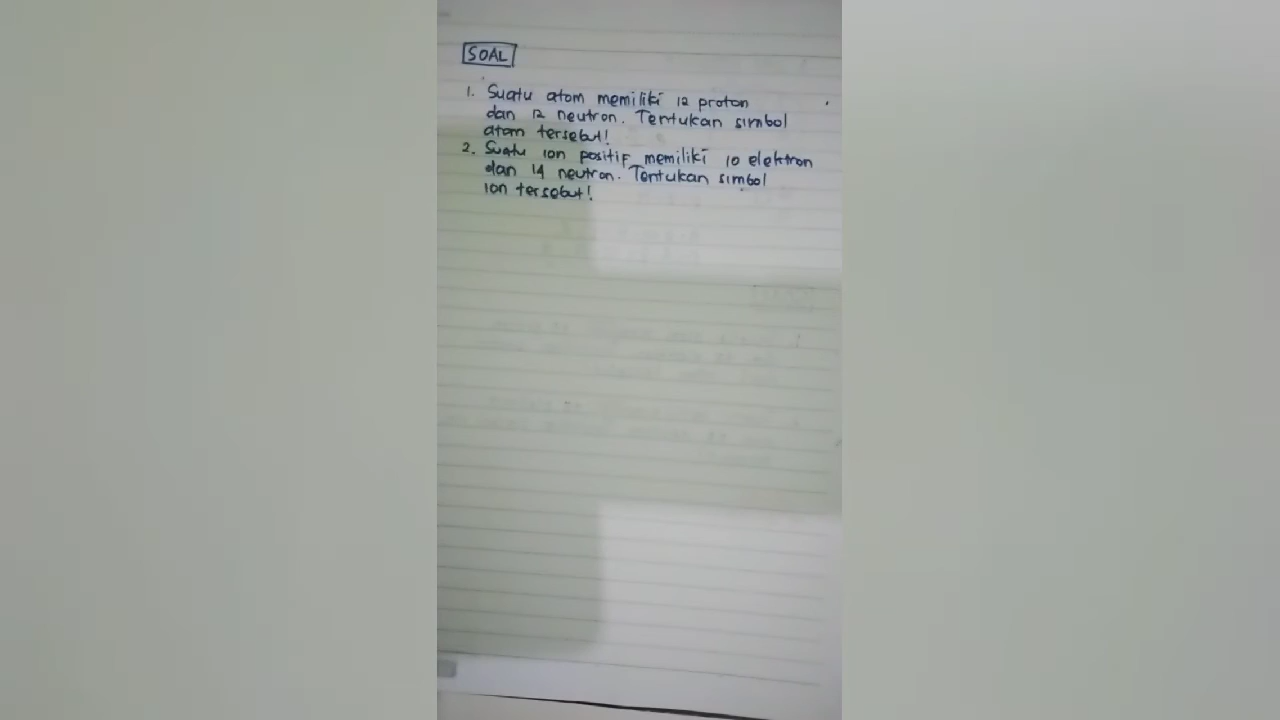 SOAL
1. Suatu atom memiliki 12 proton
dan 12 neutron. Tentukan simbol
atom tersebut!
2. Suatu ion positif memiliki 10 elektron
dan 14 neutron. Tentukan simbol
ion tersebut!